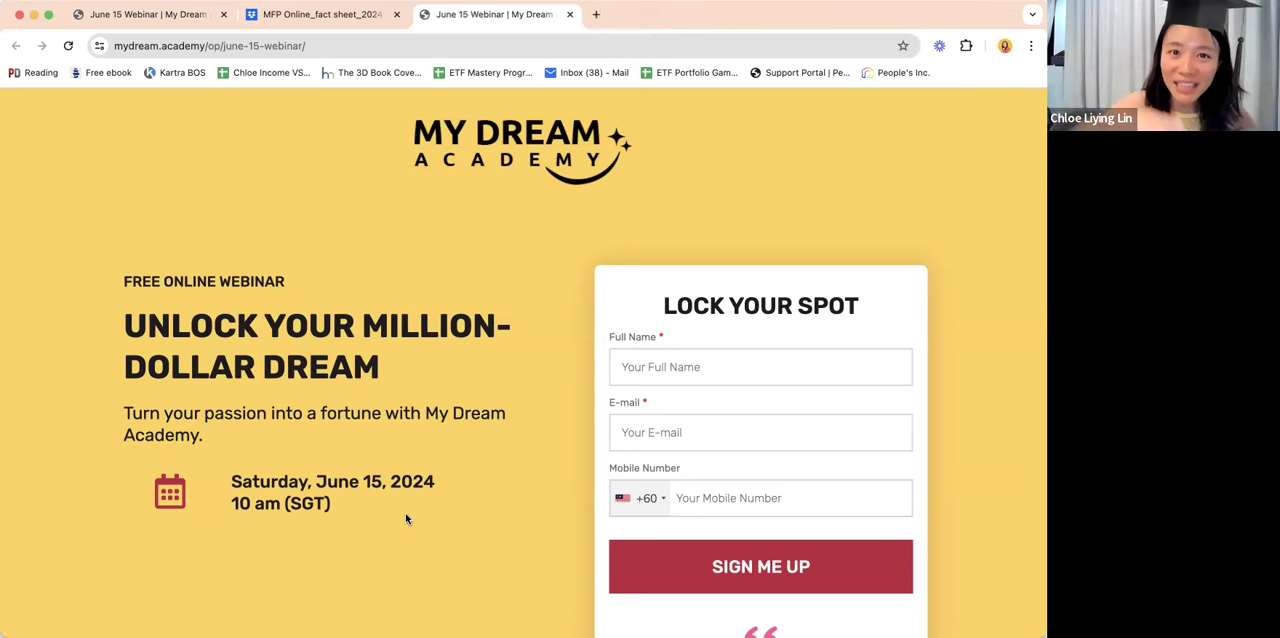 June 15 Webinar | My Dream
MFP Online_fact sheet_2024
June 15 Webinar | My Dream
mydream.academy/op/june-15-webinar/
PD Reading
Free ebook
Kartra BOS
Chloe Income VS...
The 3D Book Cove...
ETF Mastery Progr...
Inbox (38) – Mail
ETF Portfolio Gam...
Support Portal | Pe...
People's Inc.
Chloe Liying Lin
MY DREAM
ACADEMY
FREE ONLINE WEBINAR
UNLOCK YOUR MILLION-
DOLLAR DREAM
Turn your passion into a fortune with My Dream
Academy.
Saturday, June 15, 2024
10 am (SGT)
LOCK YOUR SPOT
Full Name *
Your Full Name
E-mail *
Your E-mail
Mobile Number
+60 Your Mobile Number
SIGN ME UP